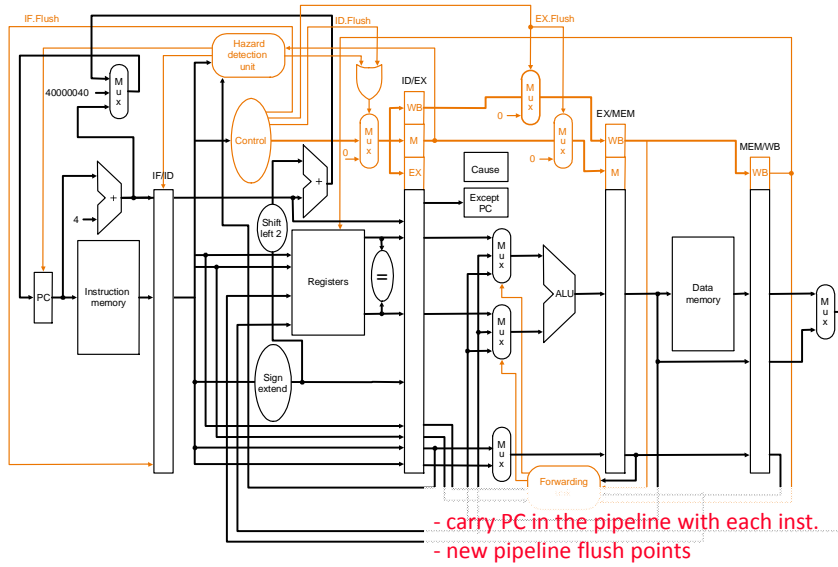 IF.Flush
ID.Flush
EX.Flush
Hazard
detection
unit
M
u
x
40000040
ID/EX
WB
0
M
u
x
EX/MEM
Control
M
u
x
0
M
EX
M
u
x
0
WB
M
MEM/WB
WB
Cause
Except
PC
IF/ID
+
4
+
Shift
left 2
PC
Instruction
memory
Registers
=
M
u
x
ALU
M
u
x
Data
memory
M
u
x
Sign
extend
M
u
x
Forwarding
- carry PC in the pipeline with each inst.
- new pipeline flush points